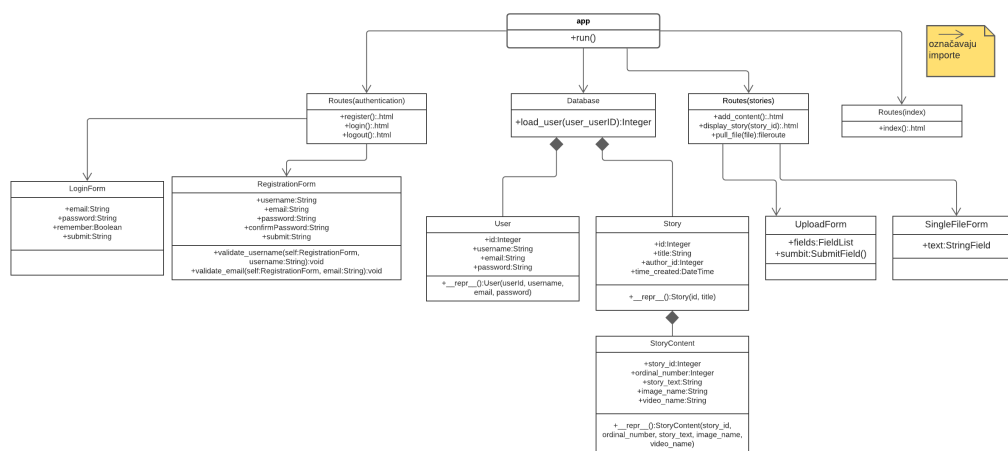 app
+run()
označavaju
importe
Routes(authentication)
+register():.html
+login():.html
+logout():.html
Database
+load_user(user_userID):Integer
Routes(stories)
+add_content():.html
+display_story(story_id):.html
+pull_file(file):fileroute
Routes(index)
+index():.html
LoginForm
+email:String
+password:String
+remember:Boolean
+submit:String
RegistrationForm
+username:String
+email:String
+password:String
+confirmPassword:String
+submit:String
+validate_username(self:RegistrationForm,
username:String):void
+validate_email(self:RegistrationForm, email:String):void
User
+id:Integer
+username:String
+email:String
+password:String
+__repr__():User(userId, username,
email, password)
Story
+id:Integer
+title:String
+author_id:Integer
+time_created:DateTime
+__repr__():Story(id, title)
UploadForm
+fields:FieldList
+sumbit:SubmitField()
SingleFileForm
+text:StringField
StoryContent
+story_id:Integer
+ordinal_number:Integer
+story_text:String
+image_name:String
+video_name:String
+__repr__():StoryContent(story_id,
ordinal_number, story_text, image_name,
video_name)